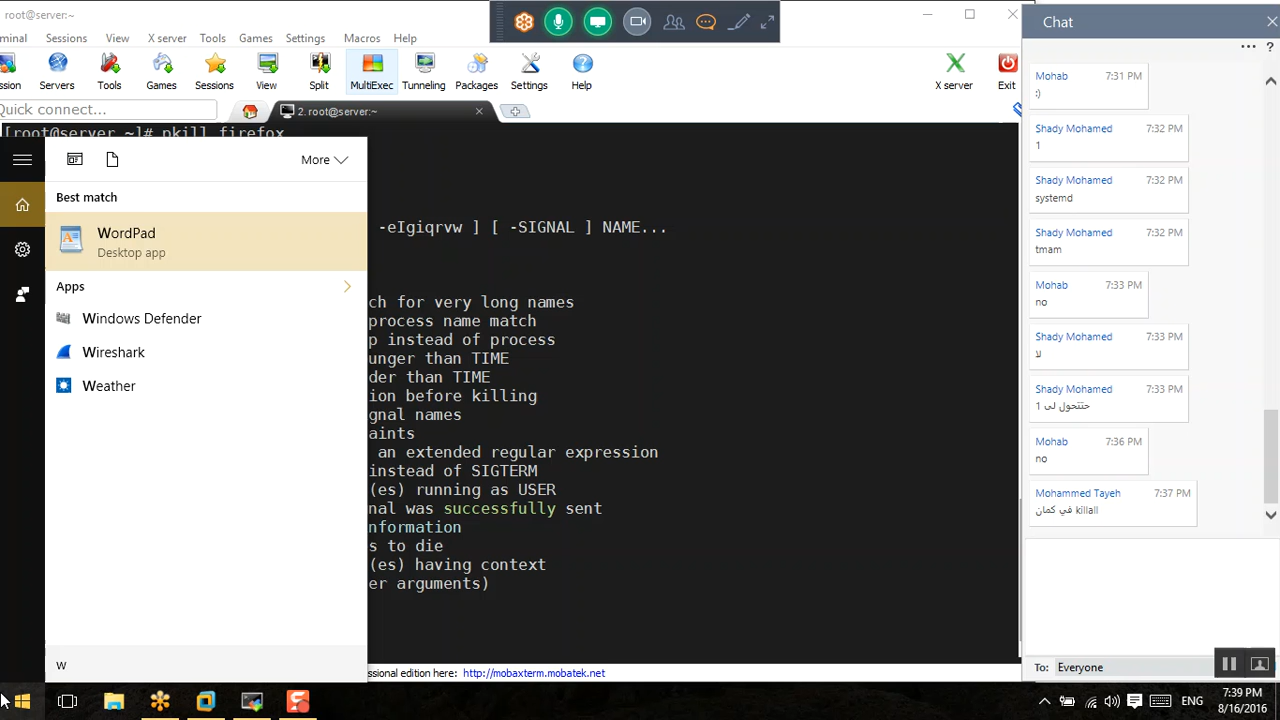 root@server:~
minal Sessions View X server Tools Games Settings Macros Help
ssion Servers Tools Games Sessions View Split MultiExec Tunneling Packages Settings Help X server Exit
Quick connect...
2. root@server:~
[root@server ~]# pkill firefox
-eIgiqrvw ] [ -SIGNAL ] NAME...
ch for very long names
process name match
p instead of process
unger than TIME
der than TIME
ion before killing
gnal names
aints
an extended regular expression
instead of SIGTERM
(es) running as USER
nal was successfully sent
nformation
s to die
(es) having context
er arguments)
ssional edition here: http://mobaxterm.mobatek.net
More
Best match
WordPad
Desktop app
Apps
Windows Defender
Wireshark
Weather
w
Chat
?
Mohab 7:31 PM
:)
Shady Mohamed 7:32 PM
1
Shady Mohamed 7:32 PM
systemd
Shady Mohamed 7:32 PM
tmam
Mohab 7:33 PM
no
Shady Mohamed 7:33 PM
لا
Shady Mohamed 7:33 PM
حتتحول لى 1
Mohab 7:36 PM
no
Mohammed Tayeh 7:37 PM
في كمان killall
To: Everyone
ENG
7:39 PM
8/16/2016